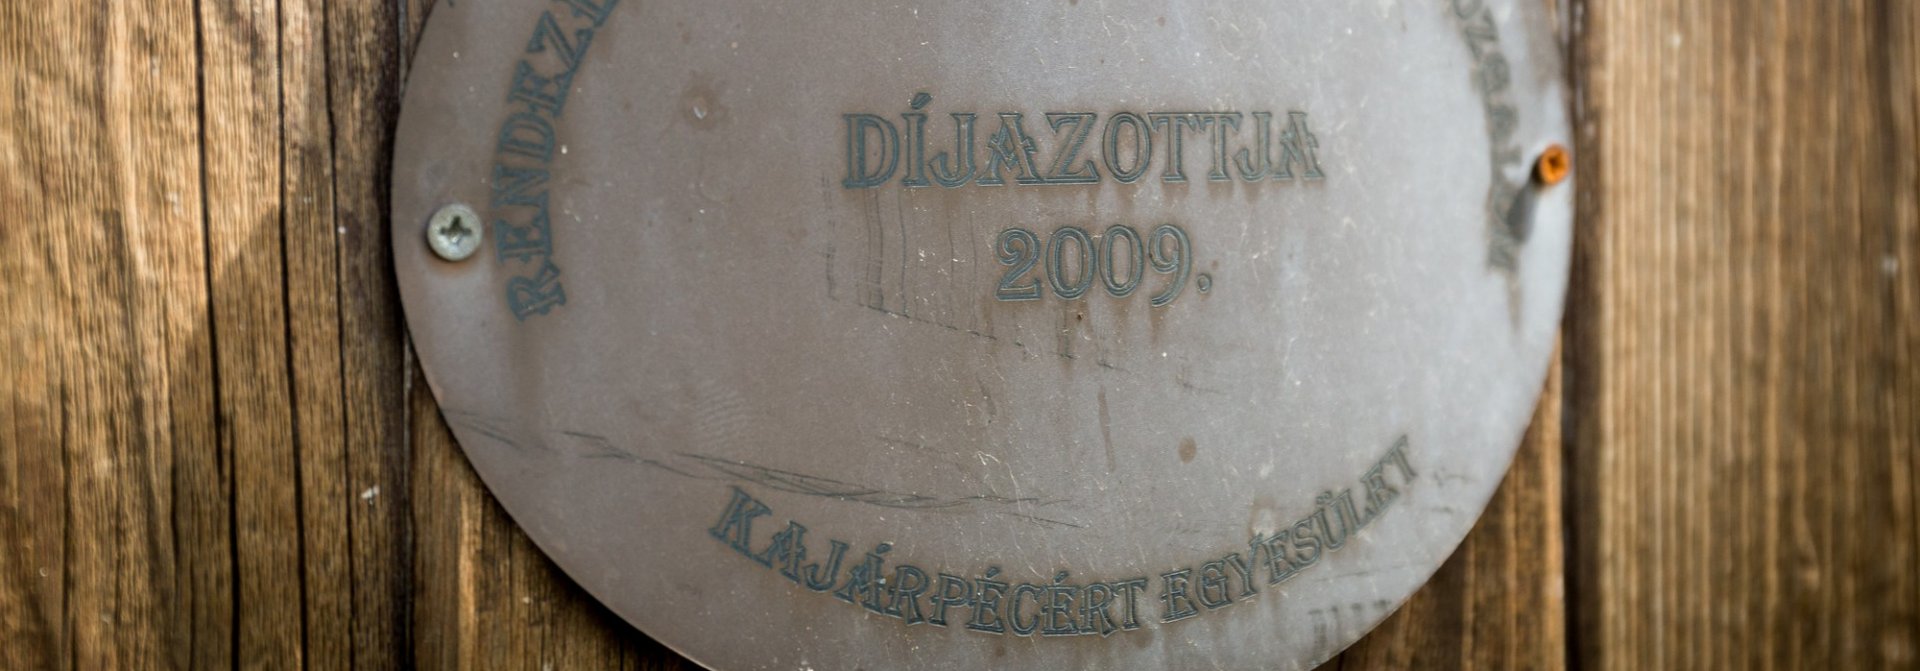 DÍJAZOTTJA
2009.
KAJÁRPÉCÉRT EGYESÜLET